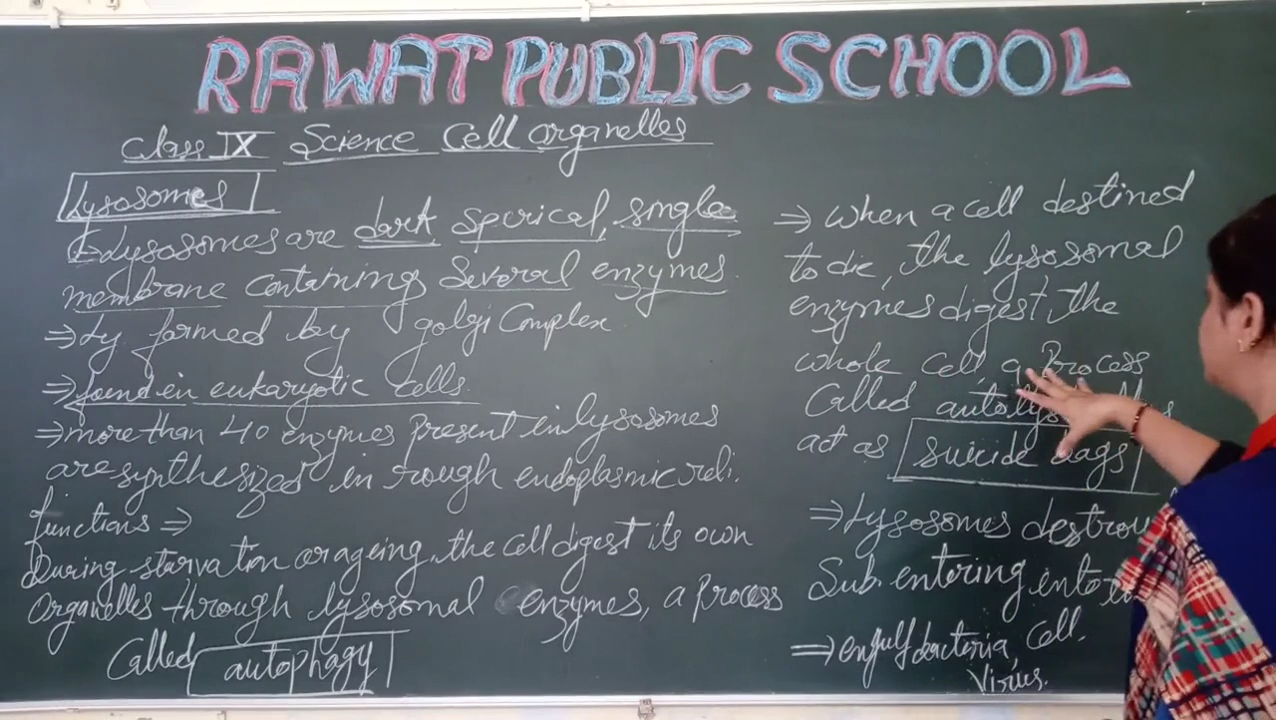 RAWAT PUBLIC SCHOOL
Class IX Science Cell organelles
Lysosomes
Lysosomes are dark sperical, single
membrane containing several enzymes.
⇒ Ly formed by golgi Complex
⇒ found in eukaryotic cells.
⇒ more than 40 enzymes present in lysosomes
are synthesized in rough endoplasmic reti.
functions ⇒
During starvation or ageing, the cell digest its own
Organelles through lysosomal enzymes, a process
Called autophagy
⇒ when a cell destined
to die, the lysosomal
enzymes digest, the
whole cell, a Process
Called
act as suicide bags
⇒ Lysosomes
Sub. entering into
⇒ engulf bacteria, cell.
Virus.